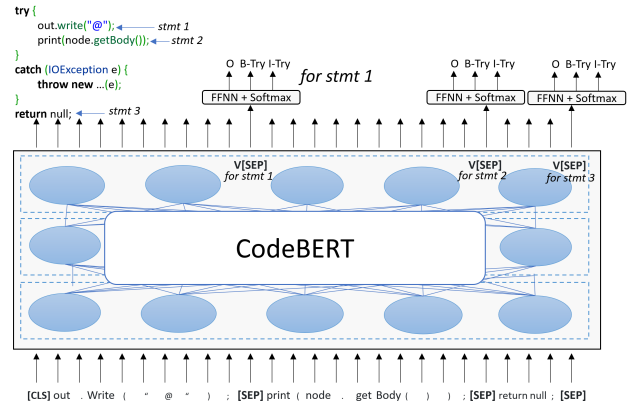 try {
out.write("@"); stmt 1
print(node.getBody()); stmt 2
}
catch (IOException e) {
throw new ...(e);
}
return null; stmt 3
O B-Try I-Try
FFNN + Softmax
for stmt 1
O B-Try I-Try
FFNN + Softmax
O B-Try I-Try
FFNN + Softmax
V[SEP]
for stmt 1
V[SEP]
for stmt 2
V[SEP]
for stmt 3
CodeBERT
[CLS] out . Write ( " @ " ) ; [SEP] print ( node . get Body ( ) ) ; [SEP] return null ; [SEP]